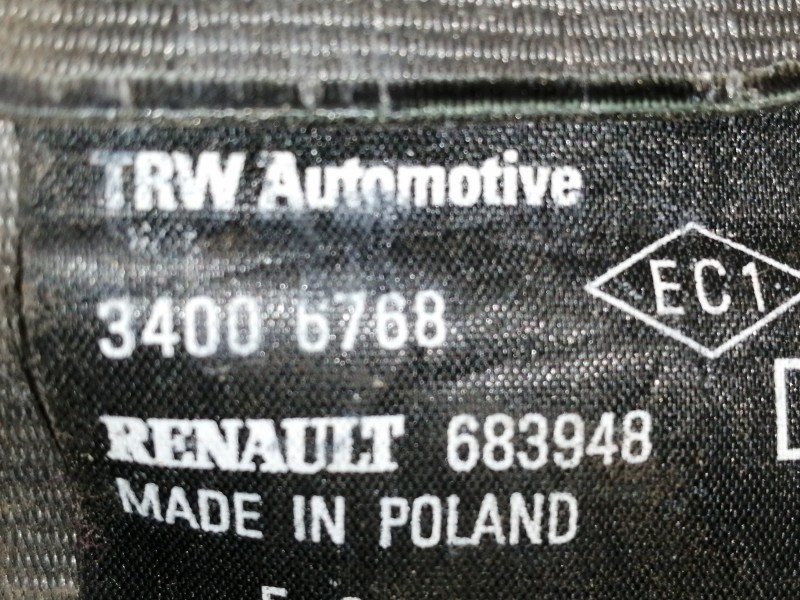 TRW Automotive
EC1
3400 6768
RENAULT 683948
MADE IN POLAND